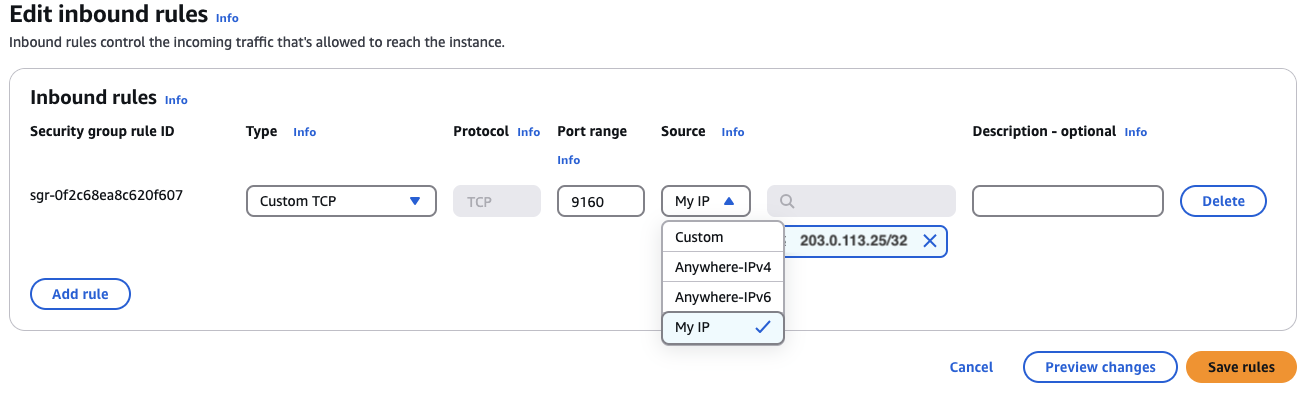 Edit inbound rules Info
Inbound rules control the incoming traffic that's allowed to reach the instance.
Inbound rules Info
Security group rule ID Type Info Protocol Info Port range Source Info Description - optional Info
Info
sgr-0f2c68ea8c620f607 Custom TCP TCP 9160 My IP Delete
Custom 203.0.113.25/32
Anywhere-IPv4
Anywhere-IPv6
Add rule
My IP
Cancel Preview changes Save rules